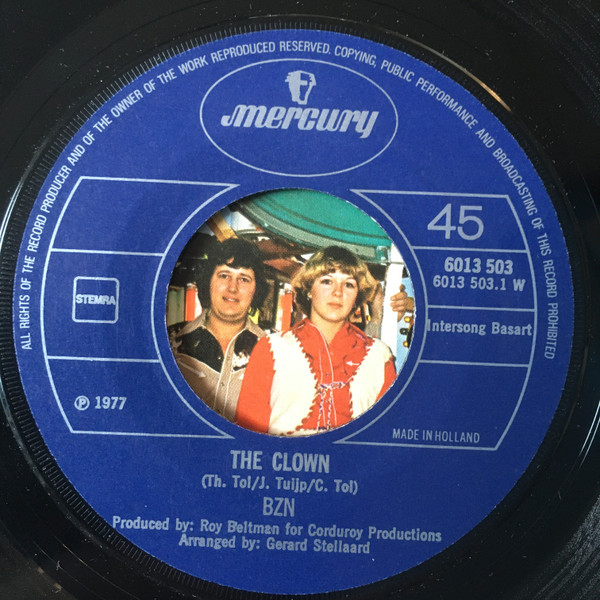 ALL RIGHTS OF THE RECORD PRODUCER AND OF THE OWNER OF THE WORK REPRODUCED RESERVED. COPYING, PUBLIC PERFORMANCE AND BROADCASTING OF THIS RECORD PROHIBITED
mercury
45
6013 503
6013 503.1 W
STEMRA
Intersong Basart
℗ 1977
MADE IN HOLLAND
THE CLOWN
(Th. Tol/J. Tuijp/C. Tol)
BZN
Produced by: Roy Beltman for Corduroy Productions
Arranged by: Gerard Stellaard